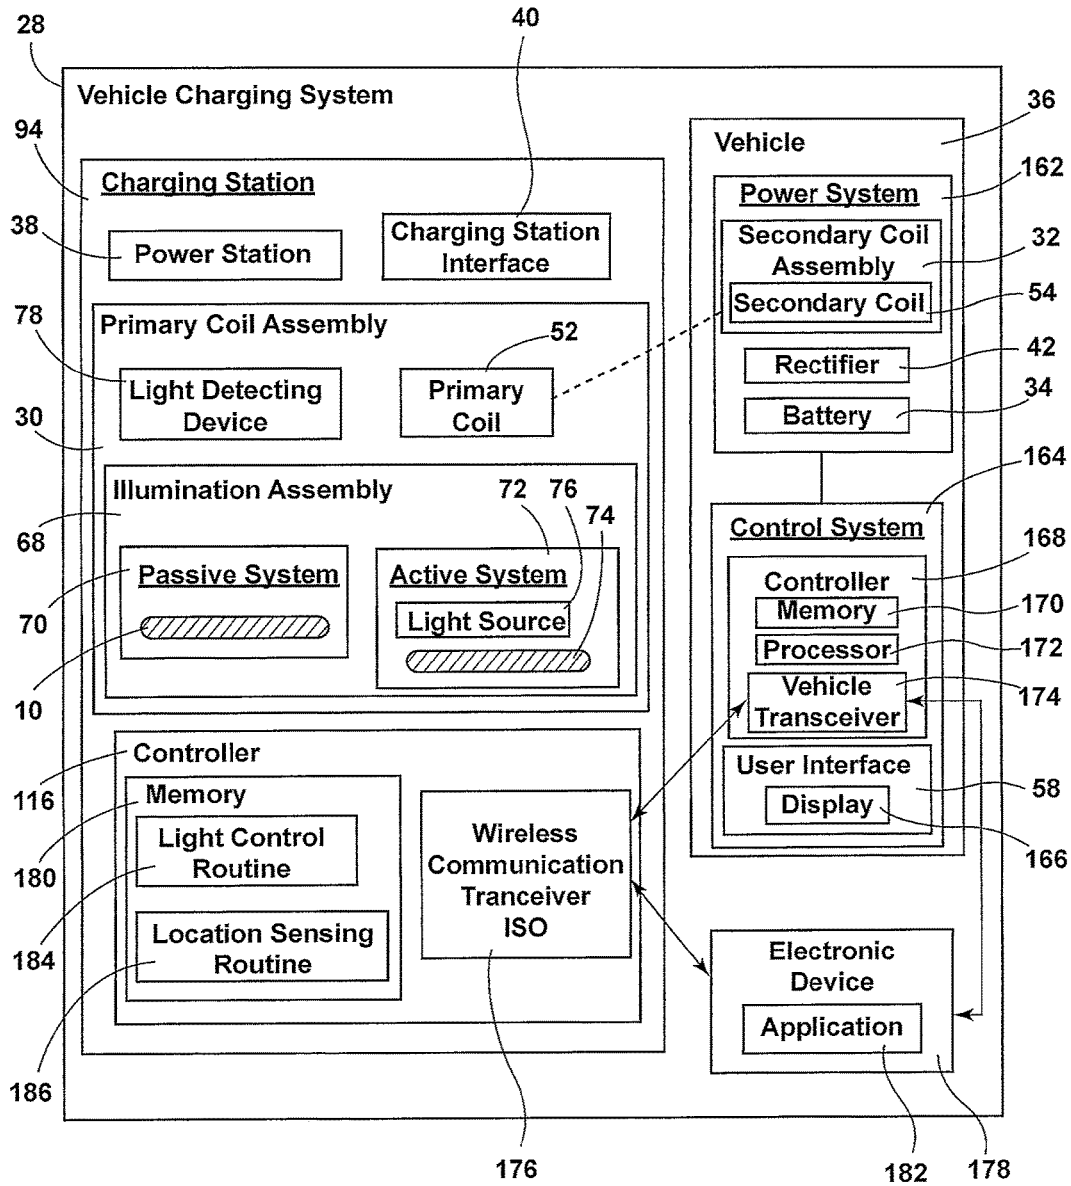 28
40
Vehicle Charging System
36
94
Vehicle
Charging Station
162
Power System
38
Power Station
Charging Station
Interface
Secondary Coil
Assembly
32
Secondary Coil
54
78
Primary Coil Assembly
52
Rectifier
42
Light Detecting
Device
Primary
Coil
34
Battery
30
164
Illumination Assembly
72
76
74
68
Control System
168
Passive System
Active System
Controller
Memory
170
70
Light Source
Processor
172
10
Vehicle
Transceiver
174
116
Controller
User Interface
58
Memory
Display
166
180
Light Control
Routine
Wireless
Communication
Tranceiver
ISO
184
Location Sensing
Routine
Electronic
Device
Application
186
176
182
178